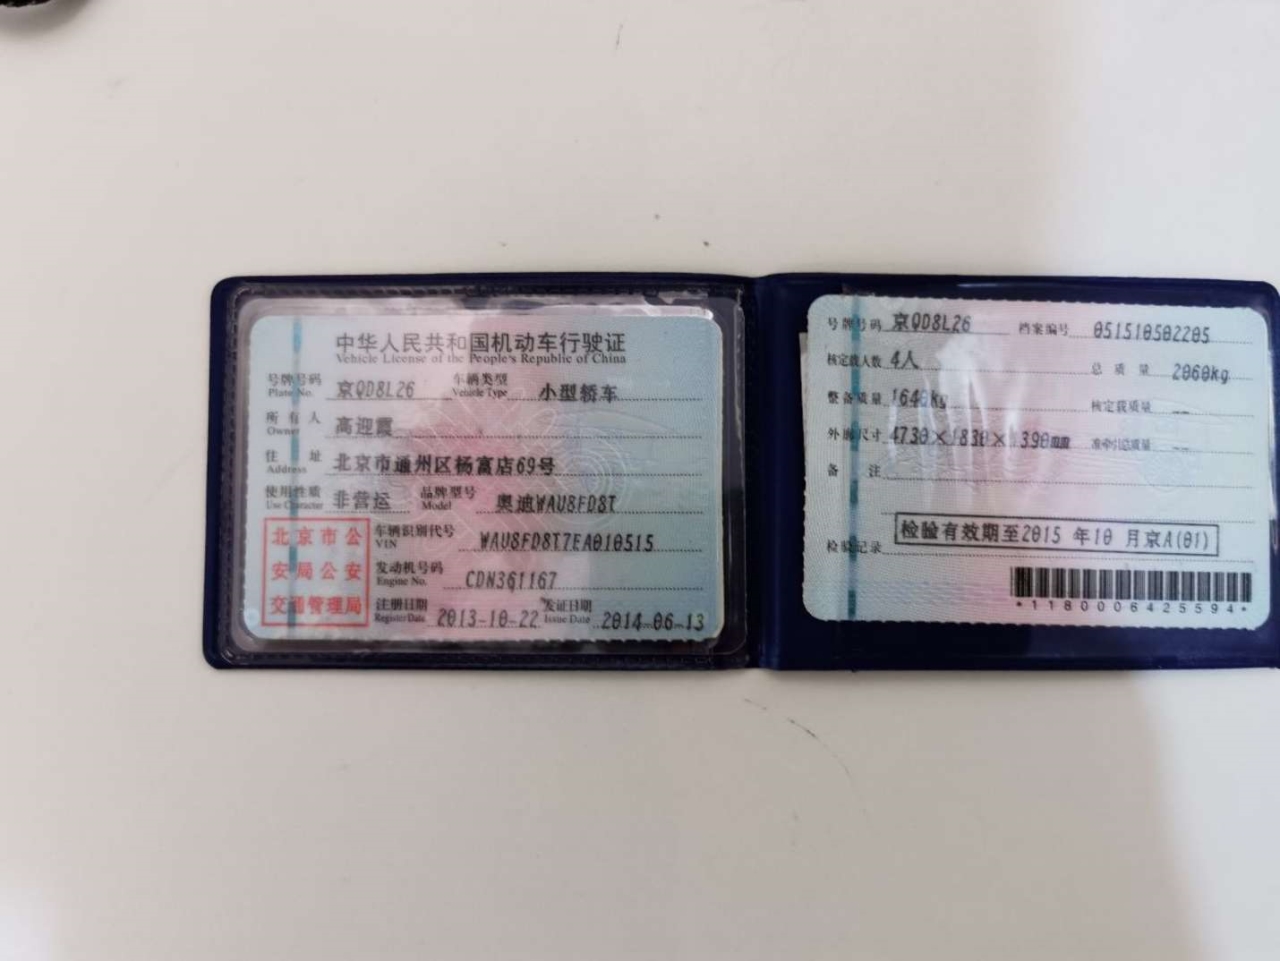 中华人民共和国机动车行驶证
Vehicle License of the People's Republic of China
号牌号码 京QD8L26 车辆类型 小型轿车
Plate No. Vehicle Type
所有人 高迎霞
Owner
住址 北京市通州区杨富店69号
Address
使用性质 非营运 品牌型号 奥迪WAU8FD8T
Use Character Model
北京市公
安局公安
交通管理局
车辆识别代号 WAU8FD8T7EA010515
VIN
发动机号码 CDN361167
Engine No.
注册日期 2013-10-22 发证日期 2014-06-13
Register Date Issue Date
号牌号码 京QD8L26 档案编号 051510502205
核定载人数 4人 总质量 2060kg
整备质量 1640kg 核定载质量 --
外廓尺寸 4730×1830×1390mm 准牵引总质量 --
备注
检验记录 检验有效期至2015年10月京A(01)
*1180006425594*